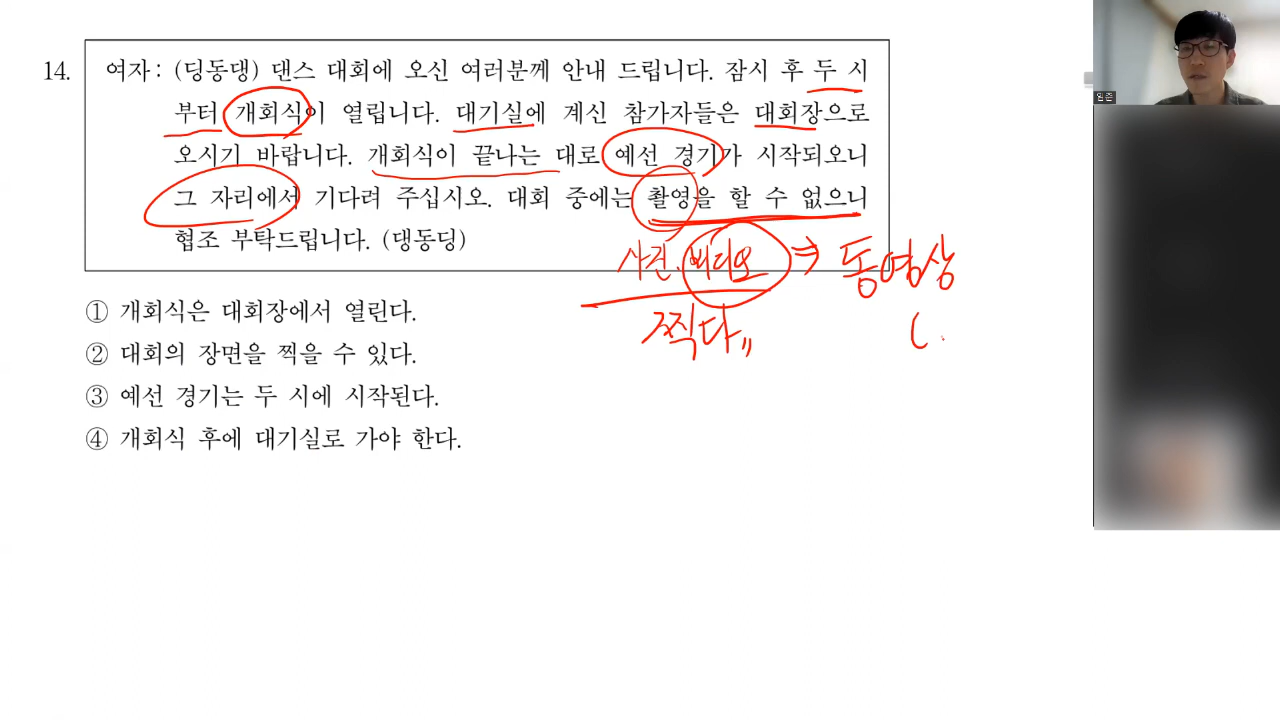 14. 여자 : (딩동댕) 댄스 대회에 오신 여러분께 안내 드립니다. 잠시 후 두 시
부터 개회식이 열립니다. 대기실에 계신 참가자들은 대회장으로
오시기 바랍니다. 개회식이 끝나는 대로 예선 경기가 시작되오니
그 자리에서 기다려 주십시오. 대회 중에는 촬영을 할 수 없으니
협조 부탁드립니다. (댕동딩)
사진, 비디오 ⇒ 동영상
찍다 〃 (
① 개회식은 대회장에서 열린다.
② 대회의 장면을 찍을 수 있다.
③ 예선 경기는 두 시에 시작된다.
④ 개회식 후에 대기실로 가야 한다.